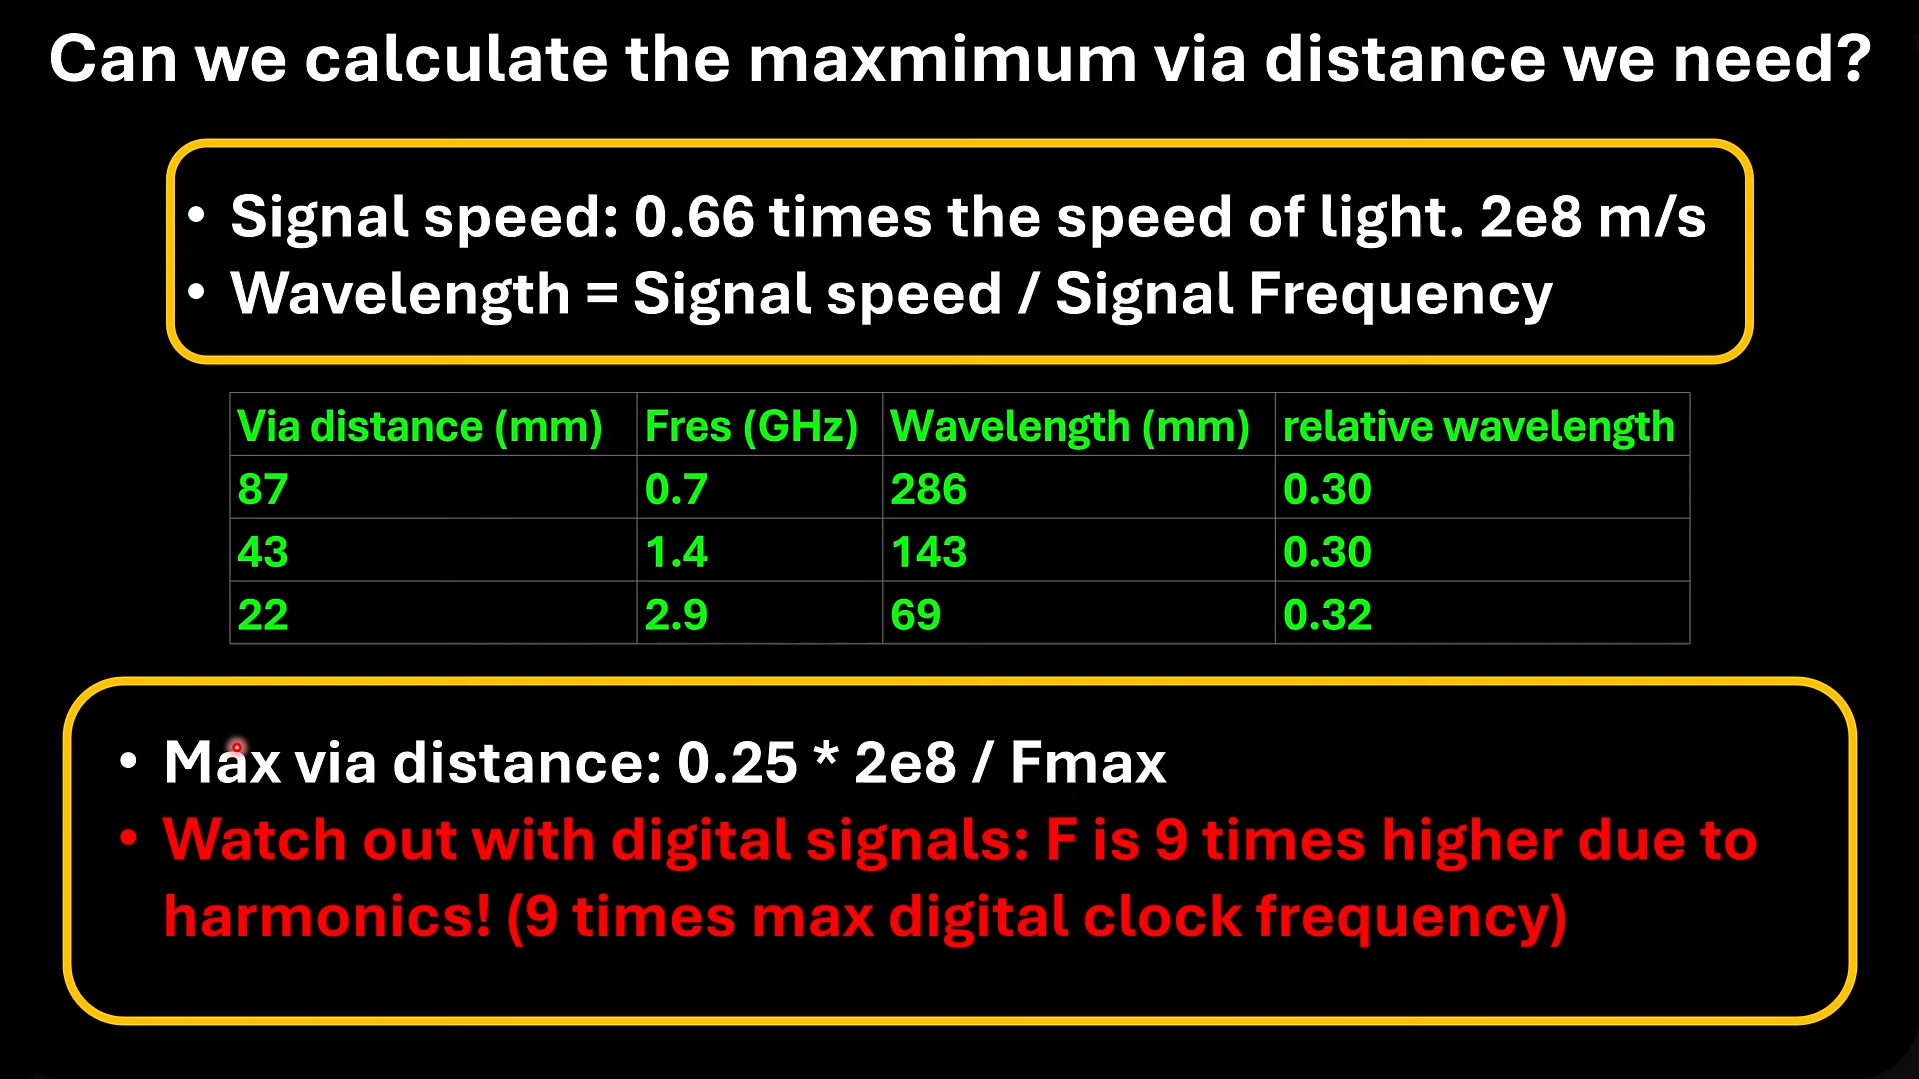 Can we calculate the maxmimum via distance we need?
• Signal speed: 0.66 times the speed of light. 2e8 m/s
• Wavelength = Signal speed / Signal Frequency
Via distance (mm) Fres (GHz) Wavelength (mm) relative wavelength
87 0.7 286 0.30
43 1.4 143 0.30
22 2.9 69 0.32
• Max via distance: 0.25 * 2e8 / Fmax
• Watch out with digital signals: F is 9 times higher due to
harmonics! (9 times max digital clock frequency)